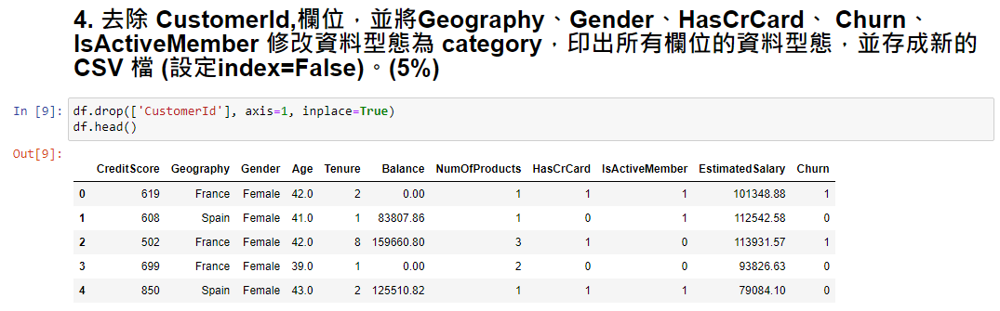 4. 去除 CustomerId,欄位，並將Geography、Gender、HasCrCard、 Churn、
IsActiveMember 修改資料型態為 category，印出所有欄位的資料型態，並存成新的
CSV 檔 (設定index=False)。(5%)
In [9]: df.drop(['CustomerId'], axis=1, inplace=True)
df.head()
Out[9]:
CreditScore Geography Gender Age Tenure Balance NumOfProducts HasCrCard IsActiveMember EstimatedSalary Churn
0 619 France Female 42.0 2 0.00 1 1 1 101348.88 1
1 608 Spain Female 41.0 1 83807.86 1 0 1 112542.58 0
2 502 France Female 42.0 8 159660.80 3 1 0 113931.57 1
3 699 France Female 39.0 1 0.00 2 0 0 93826.63 0
4 850 Spain Female 43.0 2 125510.82 1 1 1 79084.10 0